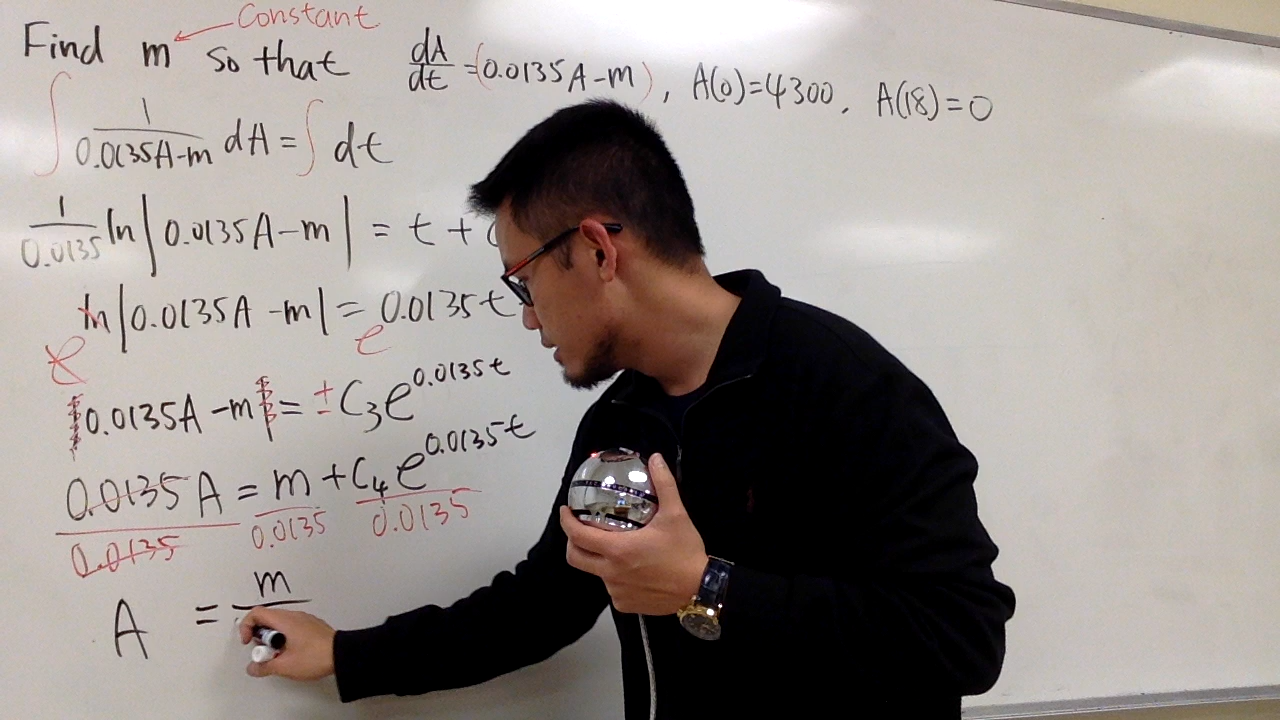 Constant
Find m so that dA/dt = (0.0135A-m), A(0)=4300, A(18)=0
∫ 1/(0.0135A-m) dA = ∫ dt
1/0.0135 ln|0.0135A-m| = t +
ln|0.0135A-m| = 0.0135t
e e
|0.0135A-m| = ± C₃e^0.0135t
0.0135A = m + C₄e^0.0135t
0.0135 0.0135 0.0135
A = m